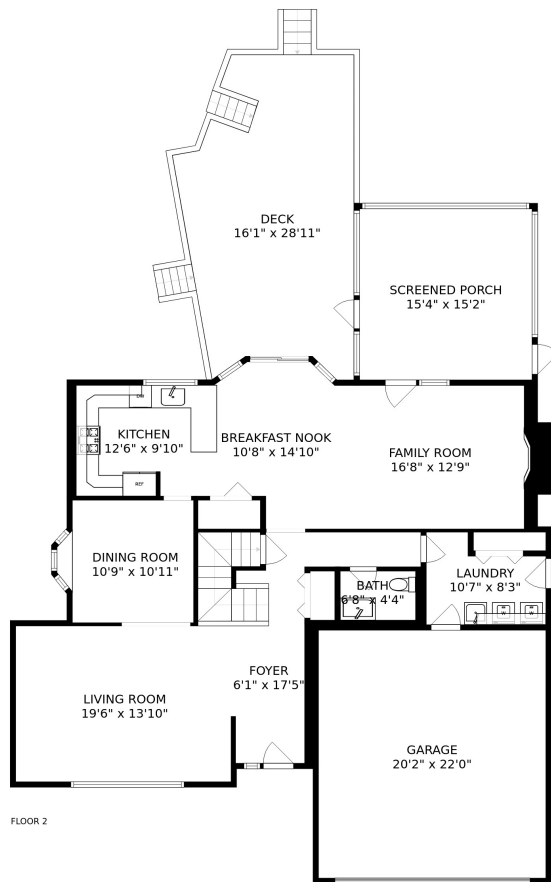 DECK
16'1" x 28'11"
SCREENED PORCH
15'4" x 15'2"
KITCHEN
12'6" x 9'10"
BREAKFAST NOOK
10'8" x 14'10"
FAMILY ROOM
16'8" x 12'9"
REF
DINING ROOM
10'9" x 10'11"
BATH
6'8" x 4'4"
LAUNDRY
10'7" x 8'3"
FOYER
6'1" x 17'5"
LIVING ROOM
19'6" x 13'10"
GARAGE
20'2" x 22'0"
FLOOR 2